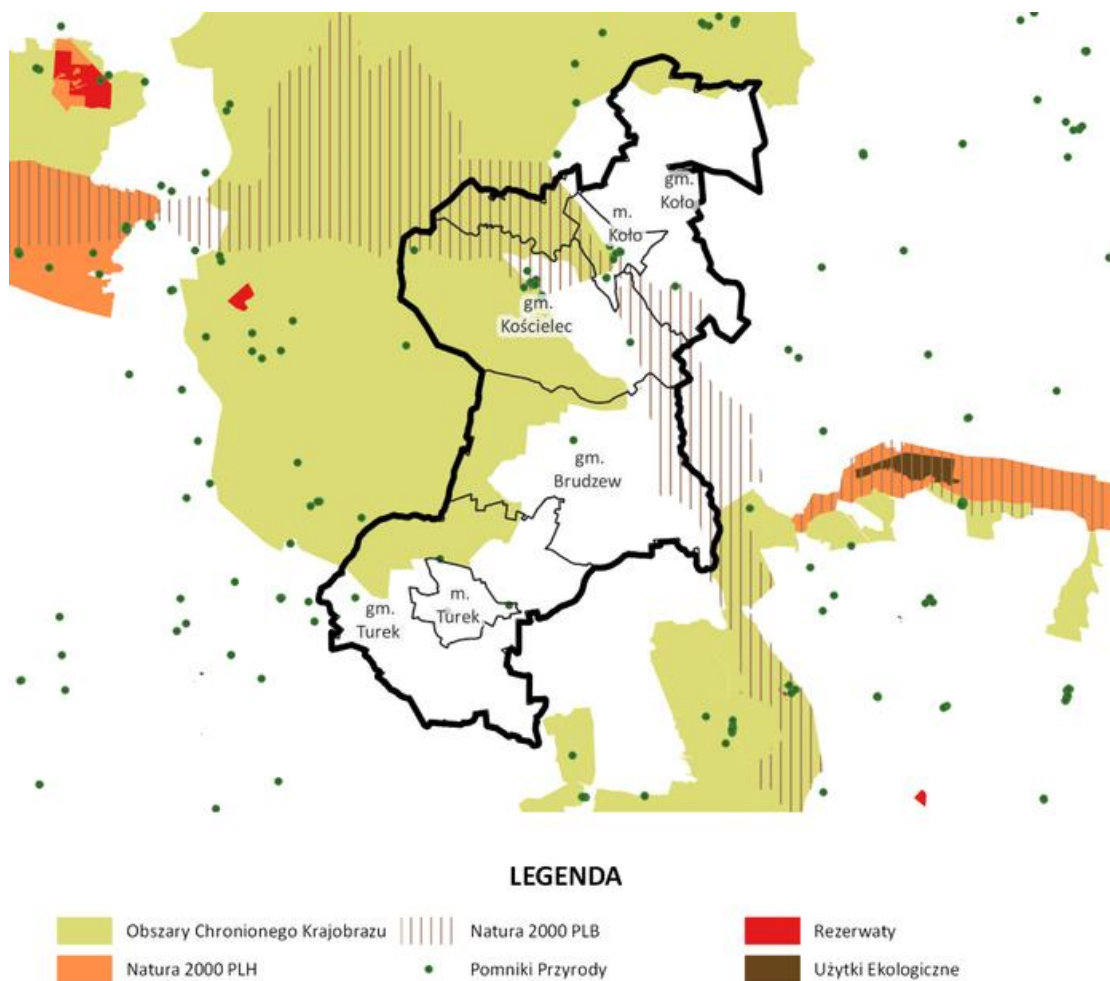 gm.
Koło
m.
Koło
gm.
Kościelec
gm.
Brudzew
m.
Turek
gm.
Turek
LEGENDA
Obszary Chronionego Krajobrazu
Natura 2000 PLB
Rezerwaty
Natura 2000 PLH
Pomniki Przyrody
Użytki Ekologiczne